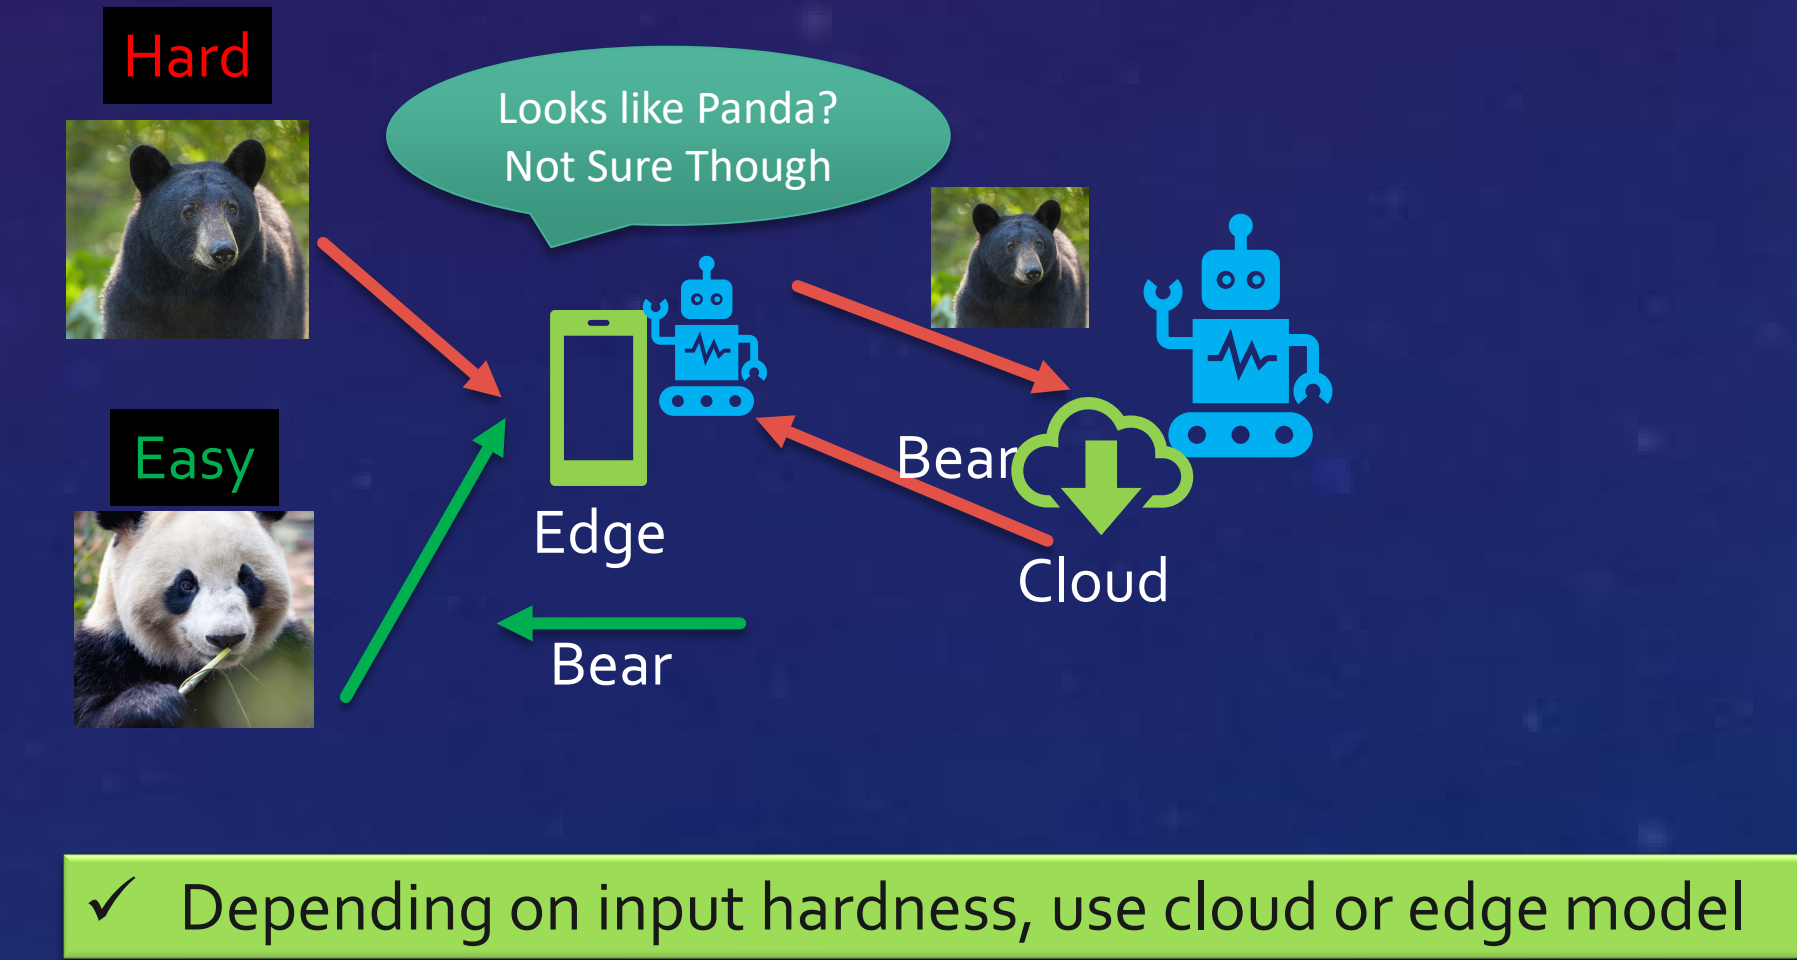 Hard
Looks like Panda?
Not Sure Though
Easy
Bear
Edge
Cloud
Bear
✓ Depending on input hardness, use cloud or edge model